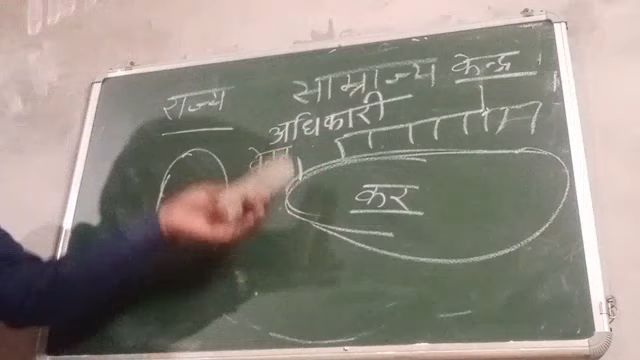 राज्य साम्राज्य केन्द्र
अधिकारी
कर